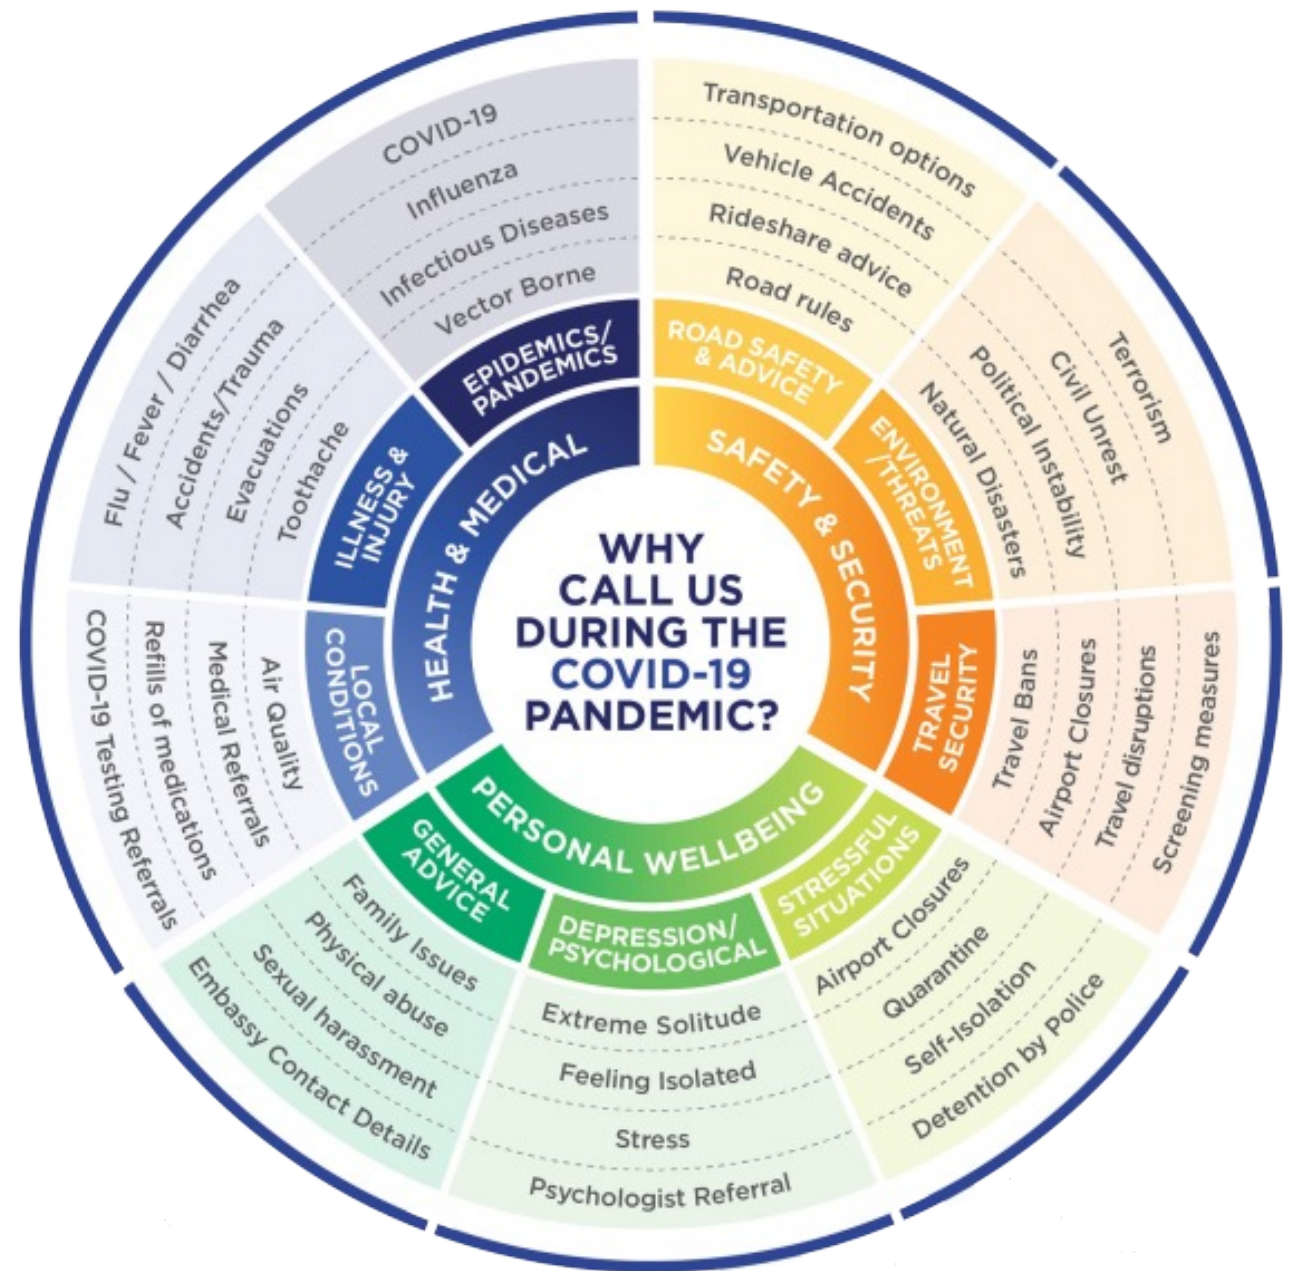 WHY
CALL US
DURING THE
COVID-19
PANDEMIC?
HEALTH & MEDICAL
EPIDEMICS/
PANDEMICS
COVID-19
Influenza
Infectious Diseases
Vector Borne
ILLNESS &
INJURY
Flu / Fever / Diarrhea
Accidents/Trauma
Evacuations
Toothache
LOCAL
CONDITIONS
COVID-19 Testing Referrals
Refills of medications
Medical Referrals
Air Quality
SAFETY & SECURITY
ROAD SAFETY
& ADVICE
Transportation options
Vehicle Accidents
Rideshare advice
Road rules
ENVIRONMENT
/THREATS
Terrorism
Civil Unrest
Political Instability
Natural Disasters
TRAVEL
SECURITY
Travel Bans
Airport Closures
Travel disruptions
Screening measures
PERSONAL WELLBEING
STRESSFUL
SITUATIONS
Airport Closures
Quarantine
Self-Isolation
Detention by Police
DEPRESSION/
PSYCHOLOGICAL
Extreme Solitude
Feeling Isolated
Stress
Psychologist Referral
GENERAL
ADVICE
Family Issues
Physical abuse
Sexual harassment
Embassy Contact Details